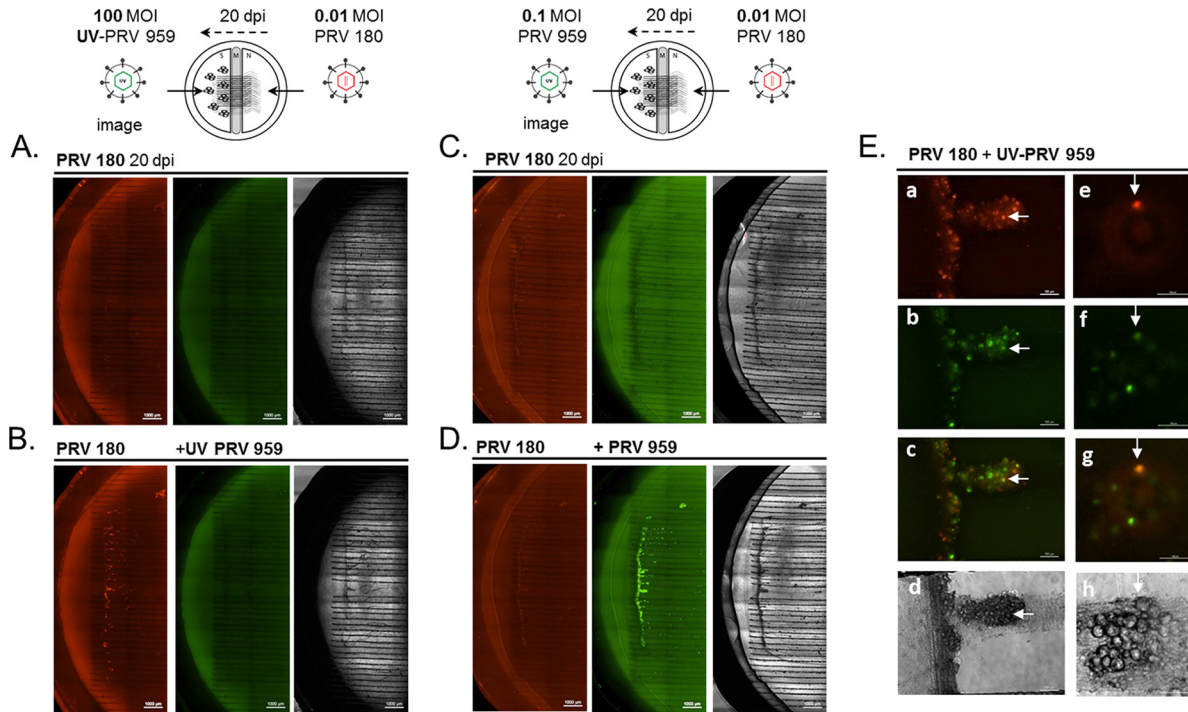 100 MOI
UV-PRV 959
20 dpi
0.01 MOI
PRV 180
UV
S M N
image
0.1 MOI
PRV 959
20 dpi
0.01 MOI
PRV 180
UV
S M N
image
A.
PRV 180 20 dpi
1000 µm
1000 µm
1000 µm
B.
PRV 180 +UV PRV 959
1000 µm
1000 µm
1000 µm
C.
PRV 180 20 dpi
1000 µm
1000 µm
1000 µm
D.
PRV 180 + PRV 959
1000 µm
1000 µm
1000 µm
E.
PRV 180 + UV-PRV 959
a
e
b
f
c
g
d
h